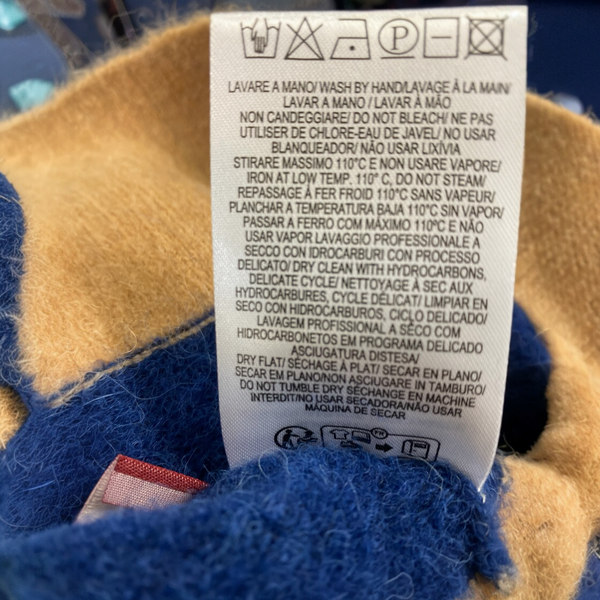 P
LAVARE A MANO/ WASH BY HAND/LAVAGE À LA MAIN/
LAVAR A MANO / LAVAR À MÃO
NON CANDEGGIARE/ DO NOT BLEACH/ NE PAS
UTILISER DE CHLORE-EAU DE JAVEL/ NO USAR
BLANQUEADOR/ NÃO USAR LIXÍVIA
STIRARE MASSIMO 110°C E NON USARE VAPORE/
IRON AT LOW TEMP. 110° C, DO NOT STEAM/
REPASSAGE À FER FROID 110°C SANS VAPEUR/
PLANCHAR A TEMPERATURA BAJA 110°C SIN VAPOR/
PASSAR A FERRO COM MÁXIMO 110ºC E NÃO
USAR VAPOR LAVAGGIO PROFESSIONALE A
SECCO CON IDROCARBURI CON PROCESSO
DELICATO/ DRY CLEAN WITH HYDROCARBONS,
DELICATE CYCLE/ NETTOYAGE À SEC AUX
HYDROCARBURES, CYCLE DÉLICAT/ LIMPIAR EN
SECO CON HIDROCARBUROS, CICLO DELICADO/
LAVAGEM PROFISSIONAL A SÊCO COM
HIDROCARBONETOS EM PROGRAMA DELICADO
ASCIUGATURA DISTESA/
DRY FLAT/ SÉCHAGE À PLAT/ SECAR EN PLANO/
SECAR EM PLANO/NON ASCIUGARE IN TAMBURO/
DO NOT TUMBLE DRY SÉCHANGE EN MACHINE
INTERDIT/NO USAR SECADORA/NÃO USAR
MÁQUINA DE SECAR
FR